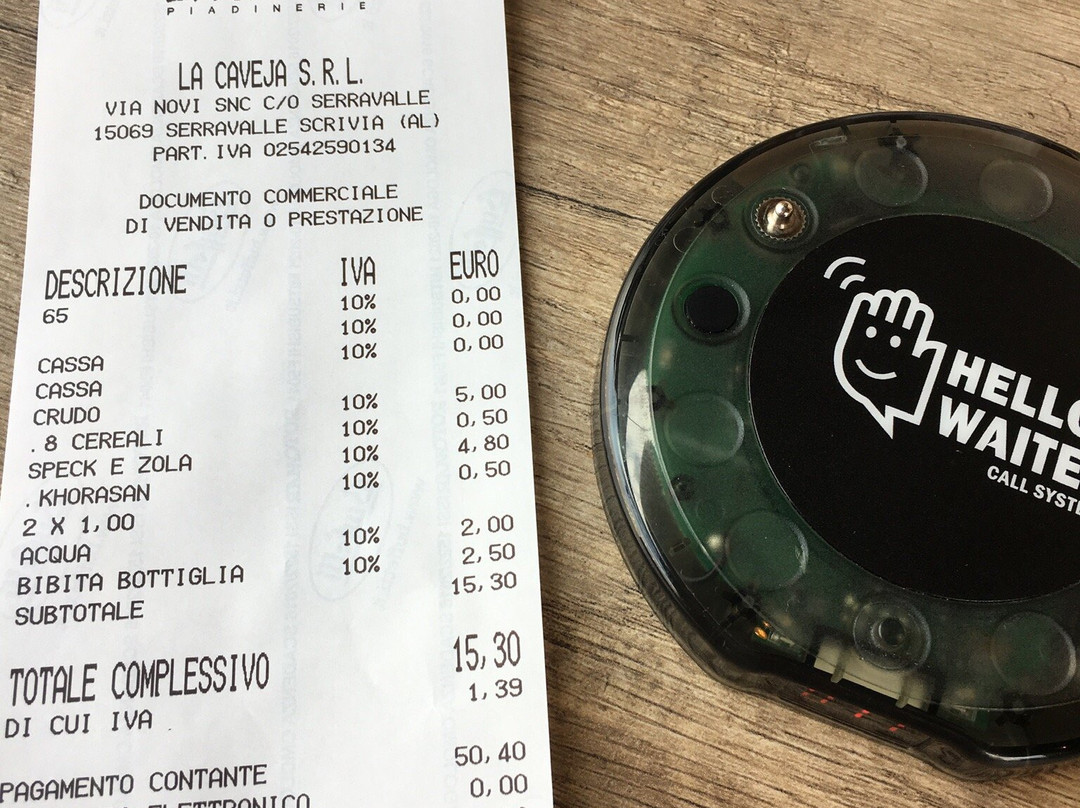 PIADINERIE
LA CAVEJA S.R.L.
VIA NOVI SNC C/O SERRAVALLE
15069 SERRAVALLE SCRIVIA (AL)
PART.IVA 02542590134
DOCUMENTO COMMERCIALE
DI VENDITA O PRESTAZIONE
DESCRIZIONE IVA EURO
65 10% 0,00
10% 0,00
CASSA 10% 0,00
CASSA
CRUDO 10% 5,00
.8 CEREALI 10% 0,50
SPECK E ZOLA 10% 4,80
.KHORASAN 10% 0,50
2 X 1,00
ACQUA 10% 2,00
BIBITA BOTTIGLIA 10% 2,50
SUBTOTALE 15,30
TOTALE COMPLESSIVO 15,30
DI CUI IVA 1,39
PAGAMENTO CONTANTE 50,40
ELETTRONICO 0,00
HELLO
WAITE
CALL SYST